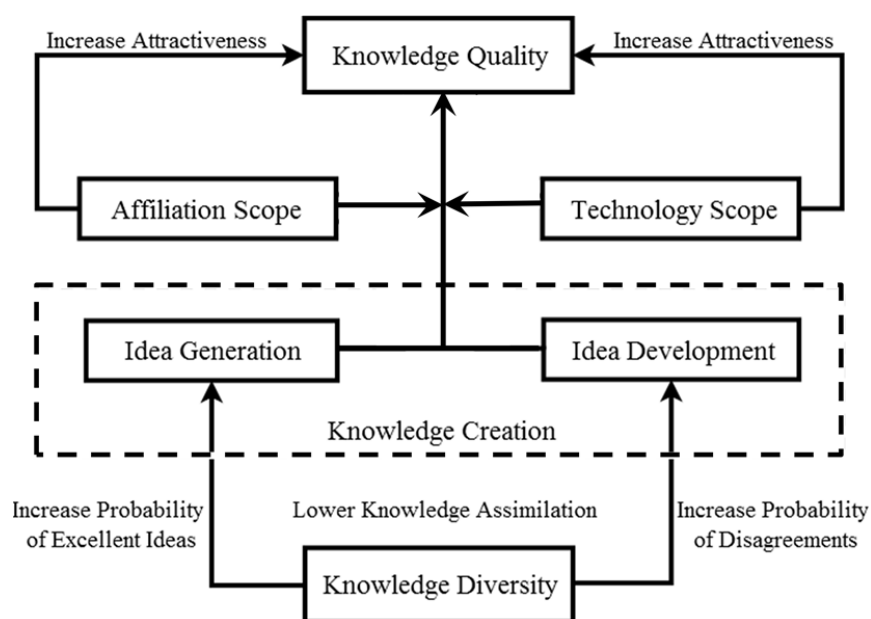 Increase Attractiveness
Knowledge Quality
Increase Attractiveness
Affiliation Scope
Technology Scope
Idea Generation
Idea Development
Knowledge Creation
Increase Probability
of Excellent Ideas
Lower Knowledge Assimilation
Increase Probability
of Disagreements
Knowledge Diversity